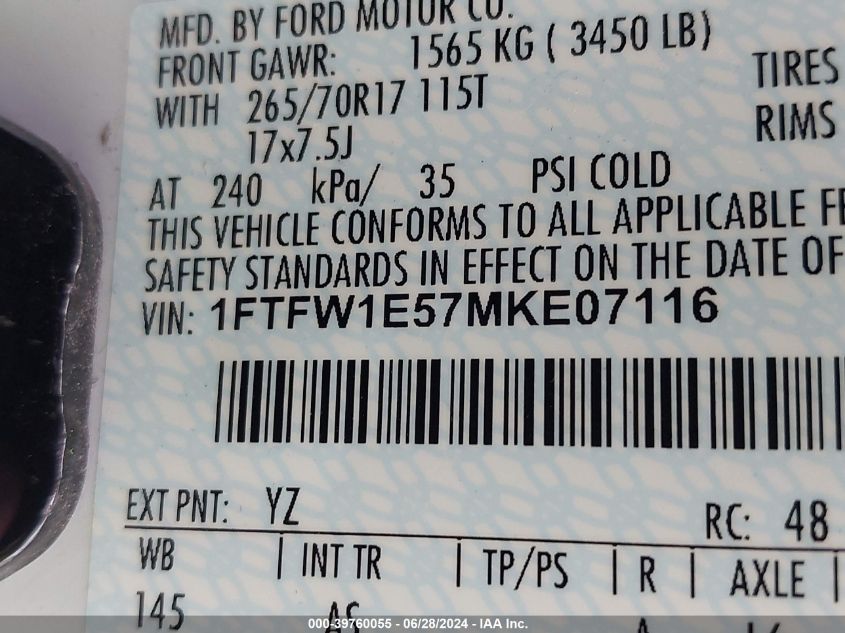 MFD. BY FORD MOTOR CO.
FRONT GAWR: 1565 KG ( 3450 LB)
WITH 265/70R17 115T TIRES
17x7.5J RIMS
AT 240 kPa/ 35 PSI COLD
THIS VEHICLE CONFORMS TO ALL APPLICABLE FE
SAFETY STANDARDS IN EFFECT ON THE DATE OF
VIN: 1FTFW1E57MKE07116
EXT PNT: YZ RC: 48
WB | INT TR | TP/PS | R | AXLE |
145 AS
000-39760055 - 06/28/2024 - IAA Inc.